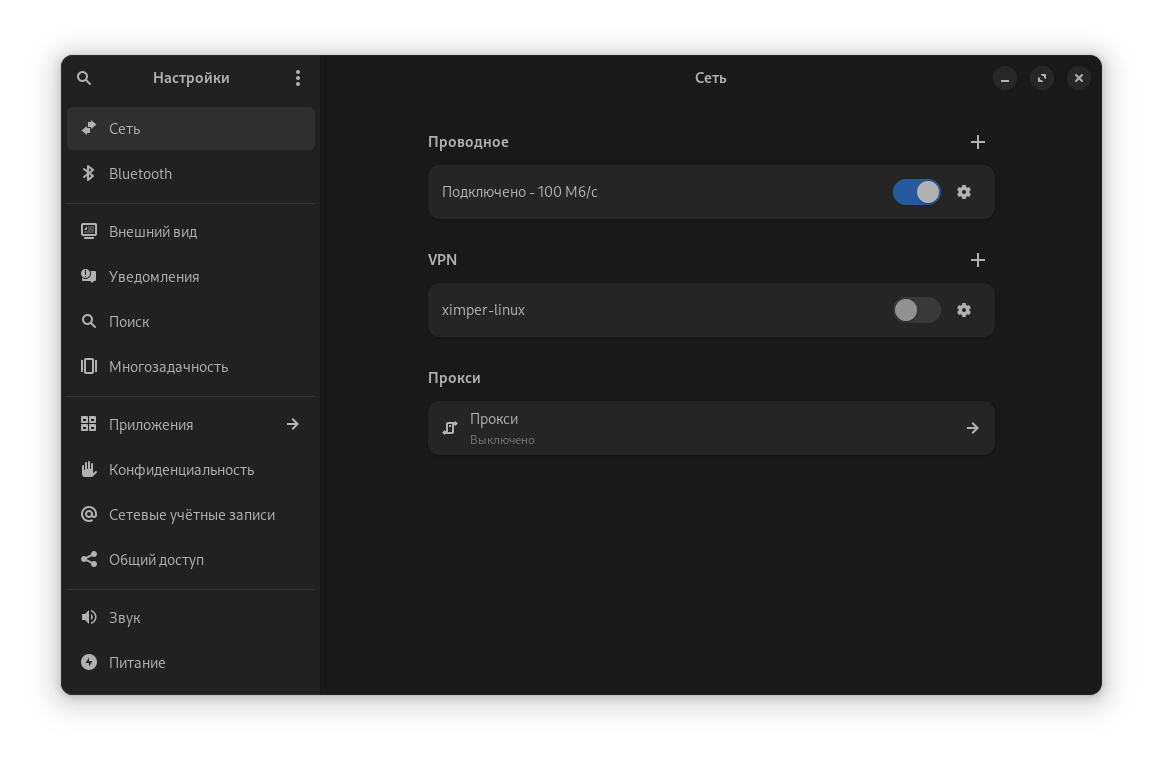 Настройки
Сеть
Bluetooth
Внешний вид
Уведомления
Поиск
Многозадачность
Приложения
Конфиденциальность
Сетевые учётные записи
Общий доступ
Звук
Питание
Сеть
Проводное
Подключено - 100 Мб/с
VPN
ximper-linux
Прокси
Прокси
Выключено